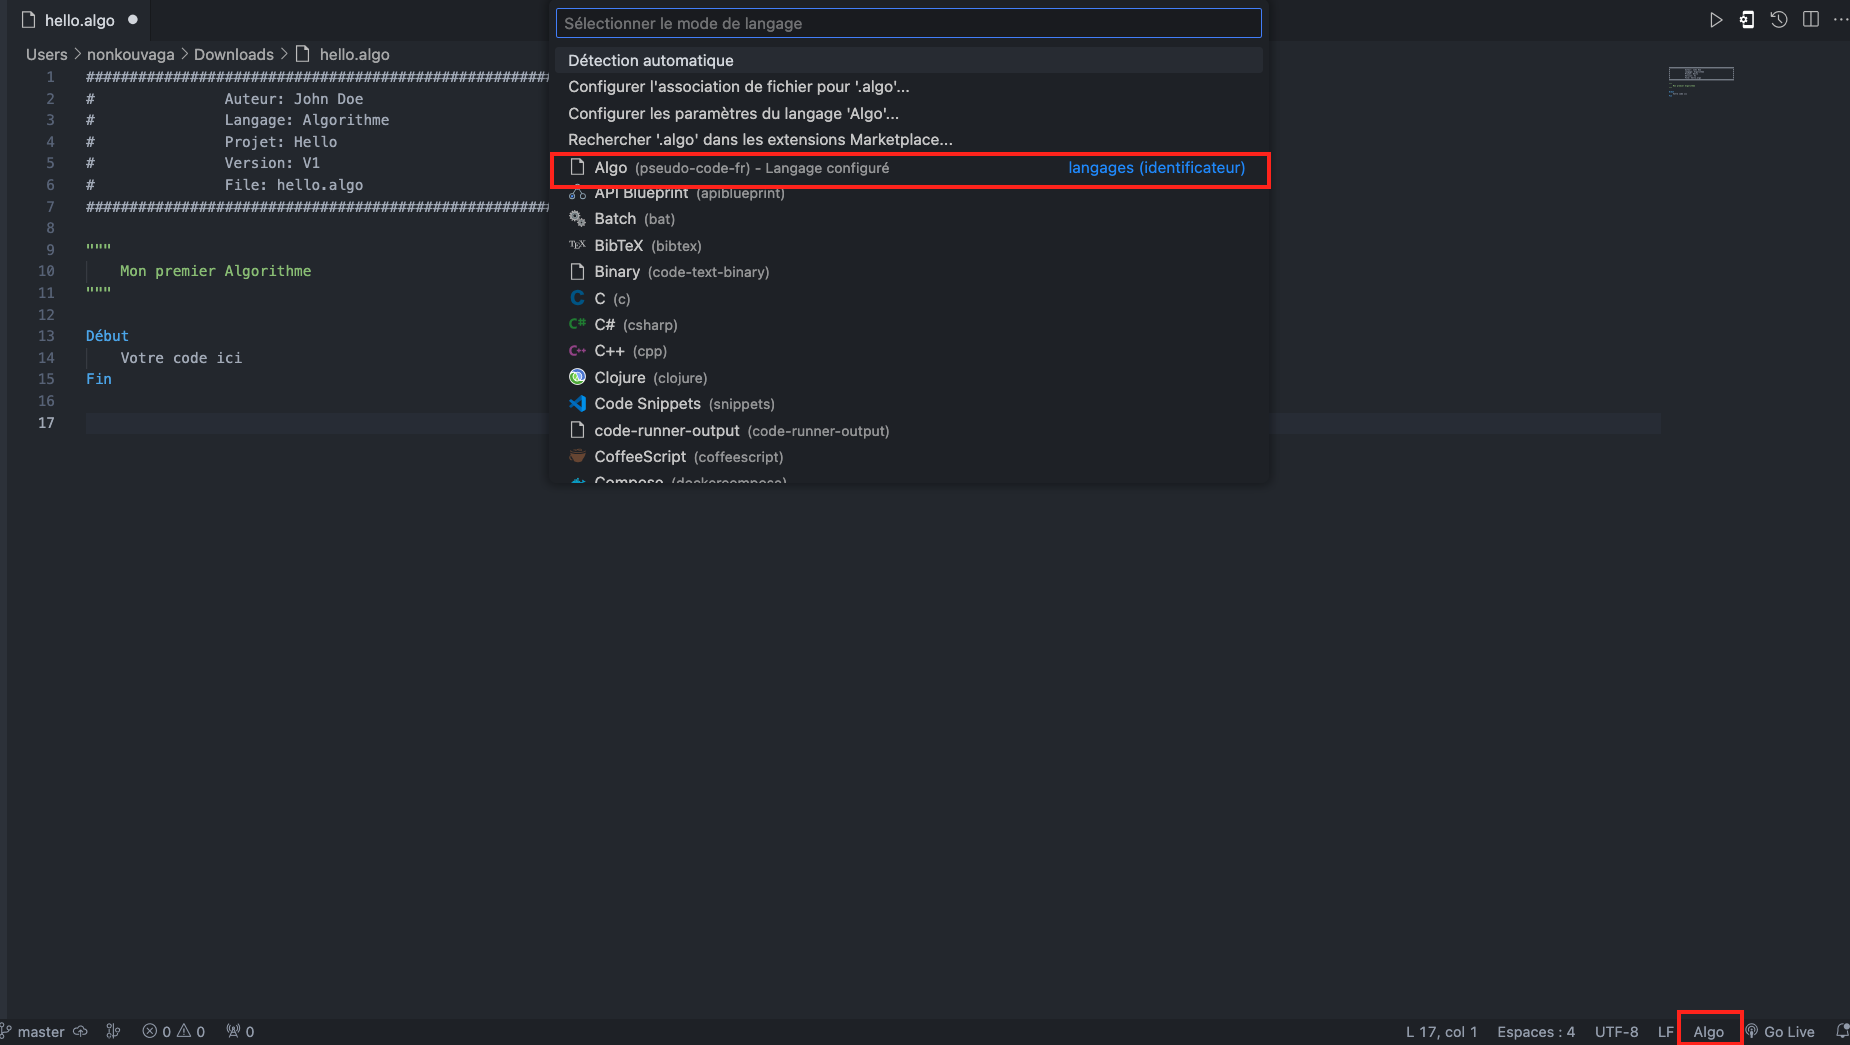 hello.algo
Sélectionner le mode de langage
Users > nonkouvaga > Downloads > hello.algo
1 ######################################################
2 # Auteur: John Doe
3 # Langage: Algorithme
4 # Projet: Hello
5 # Version: V1
6 # File: hello.algo
7 ######################################################
8
9 """
10 Mon premier Algorithme
11 """
12
13 Début
14 Votre code ici
15 Fin
16
17
Détection automatique
Configurer l'association de fichier pour '.algo'...
Configurer les paramètres du langage 'Algo'...
Rechercher '.algo' dans les extensions Marketplace...
Algo (pseudo-code-fr) - Langage configuré langages (identificateur)
API Blueprint (apiblueprint)
Batch (bat)
BibTeX (bibtex)
Binary (code-text-binary)
C (c)
C# (csharp)
C++ (cpp)
Clojure (clojure)
Code Snippets (snippets)
code-runner-output (code-runner-output)
CoffeeScript (coffeescript)
Compose (dockercompose)
master 0 0 0 L 17, col 1 Espaces : 4 UTF-8 LF Algo Go Live